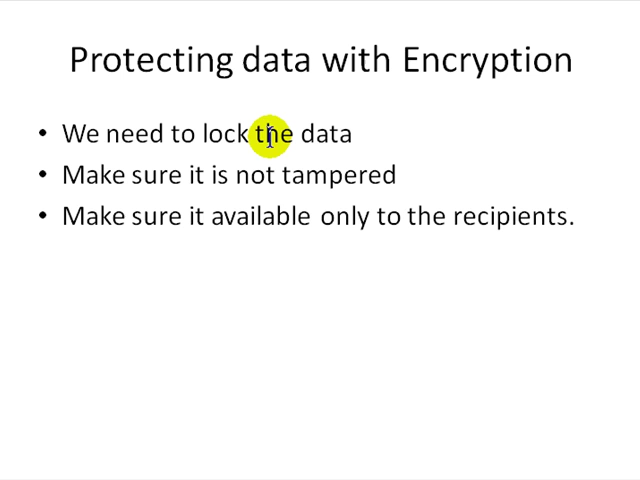 Protecting data with Encryption
• We need to lock the data
• Make sure it is not tampered
• Make sure it available only to the recipients.